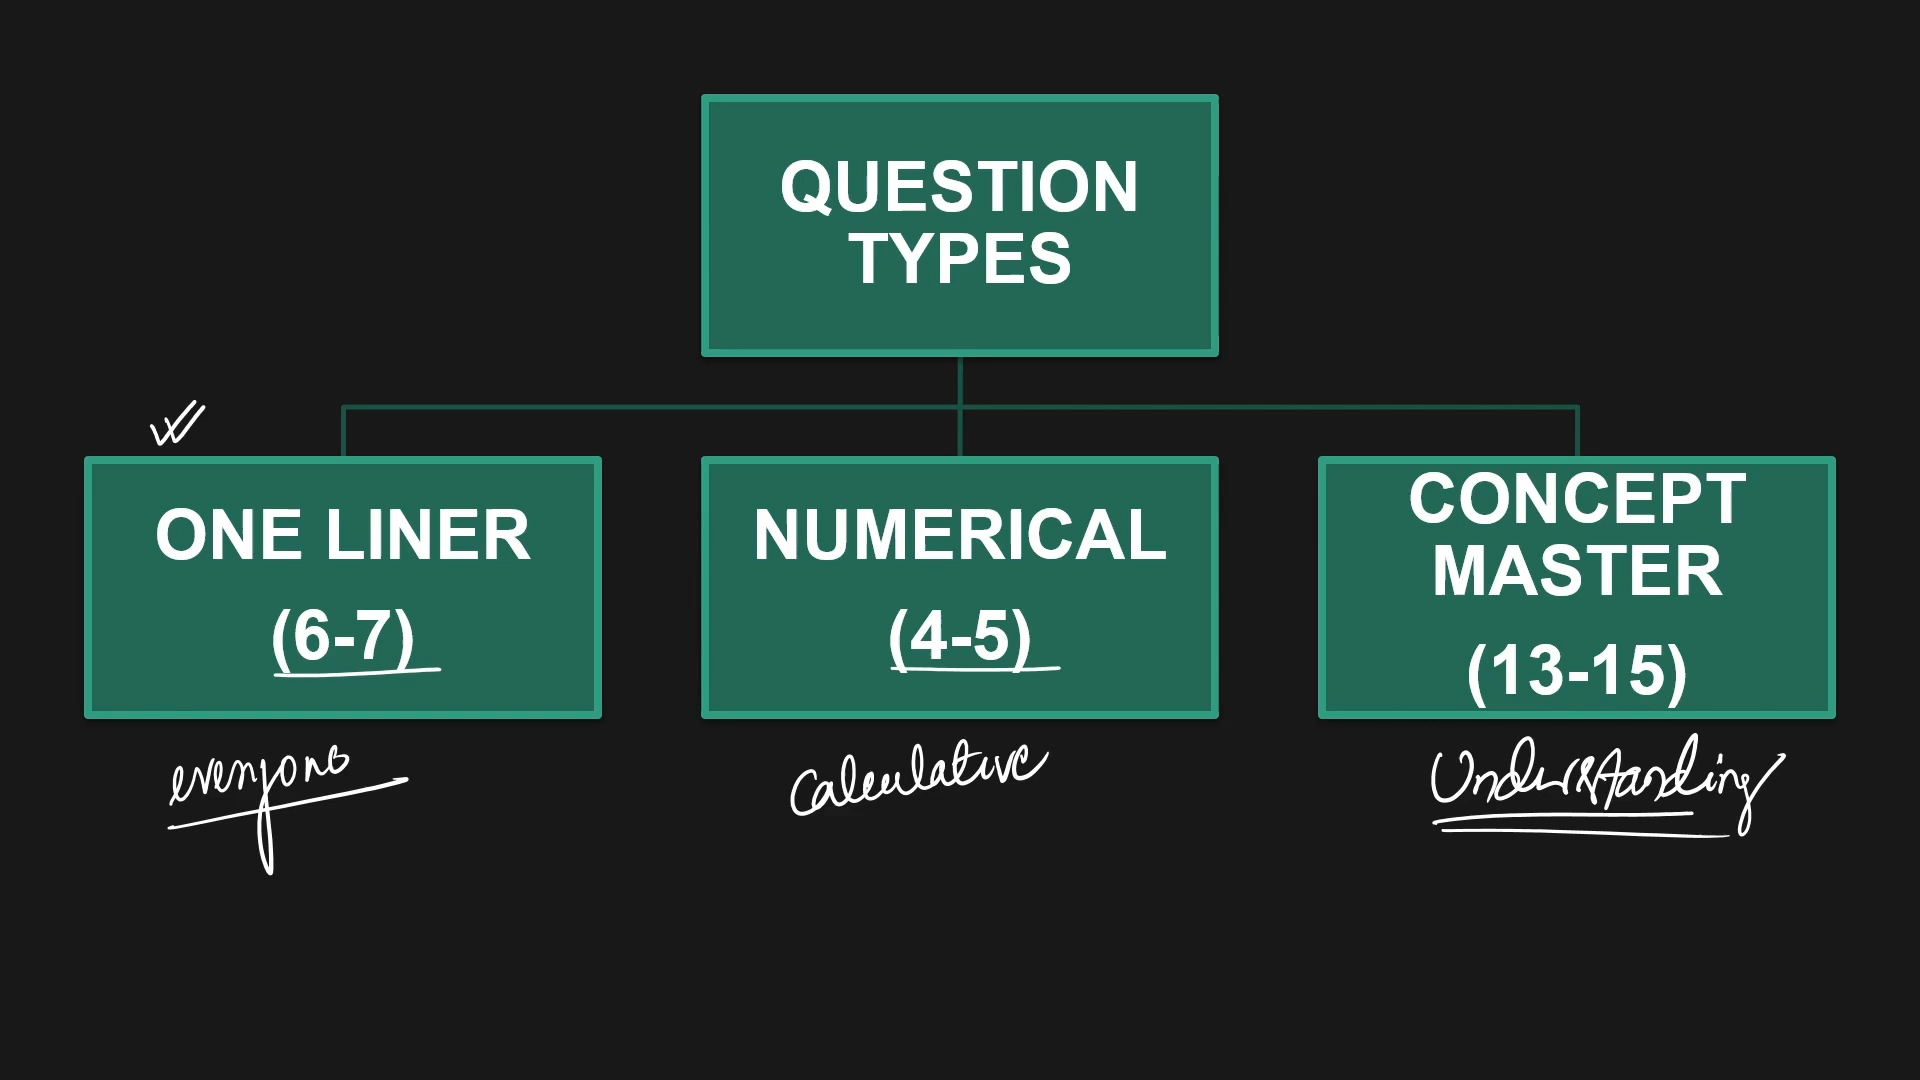 QUESTION
TYPES
ONE LINER
(6-7)
NUMERICAL
(4-5)
CONCEPT
MASTER
(13-15)
everyone
Calculative
Understanding